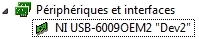 Périphériques et interfaces
NI USB-6009OEM2 "Dev2"